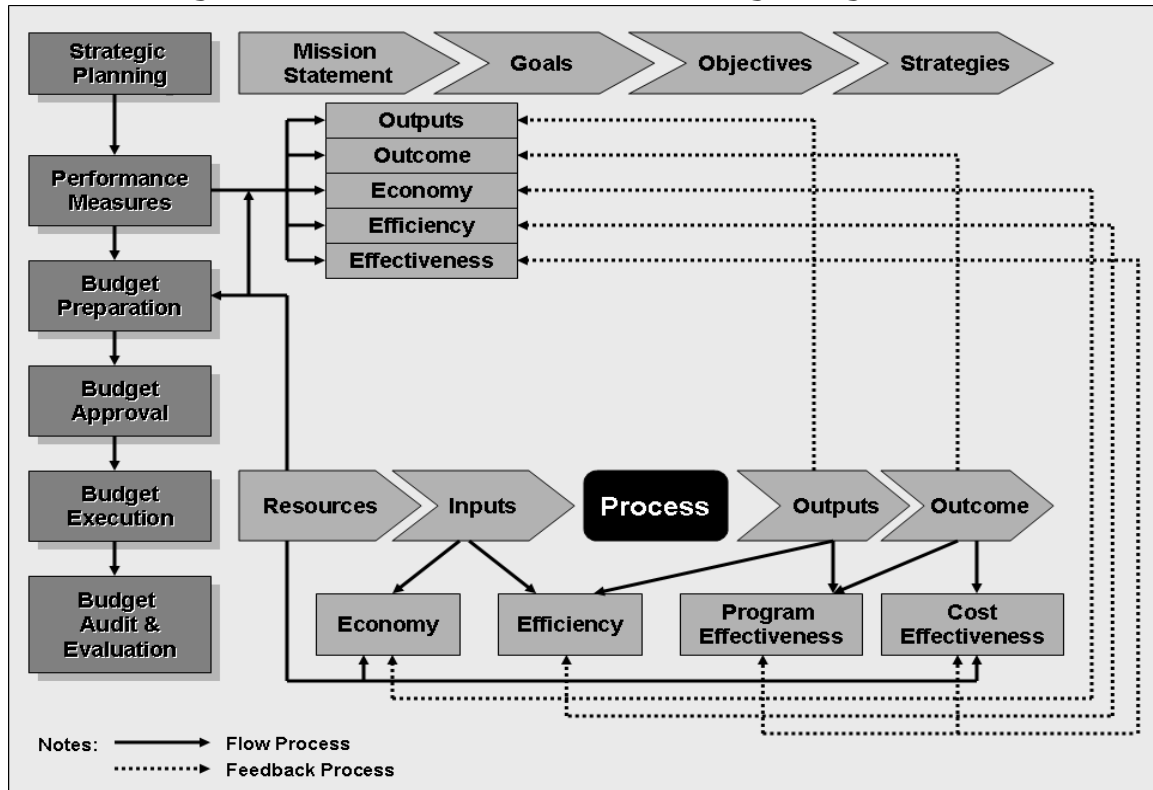 Strategic
Planning
Mission
Statement
Goals
Objectives
Strategies
Outputs
Outcome
Economy
Efficiency
Effectiveness
Performance
Measures
Budget
Preparation
Budget
Approval
Budget
Execution
Resources
Inputs
Process
Outputs
Outcome
Budget
Audit &
Evaluation
Economy
Efficiency
Program
Effectiveness
Cost
Effectiveness
Notes:
Flow Process
Feedback Process